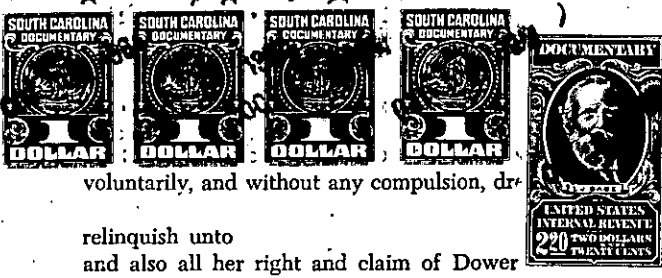 SOUTH CAROLINA SOUTH CAROLINA SOUTH CAROLINA SOUTH CAROLINA
DOCUMENTARY DOCUMENTARY DOCUMENTARY DOCUMENTARY
1 1 1 1
DOLLAR DOLLAR DOLLAR DOLLAR
DOCUMENTARY
UNITED STATES
INTERNAL REVENUE
2 20 TWO DOLLARS
TWENTY CENTS
voluntarily, and without any compulsion,
relinquish unto
and also all her right and claim of Dower